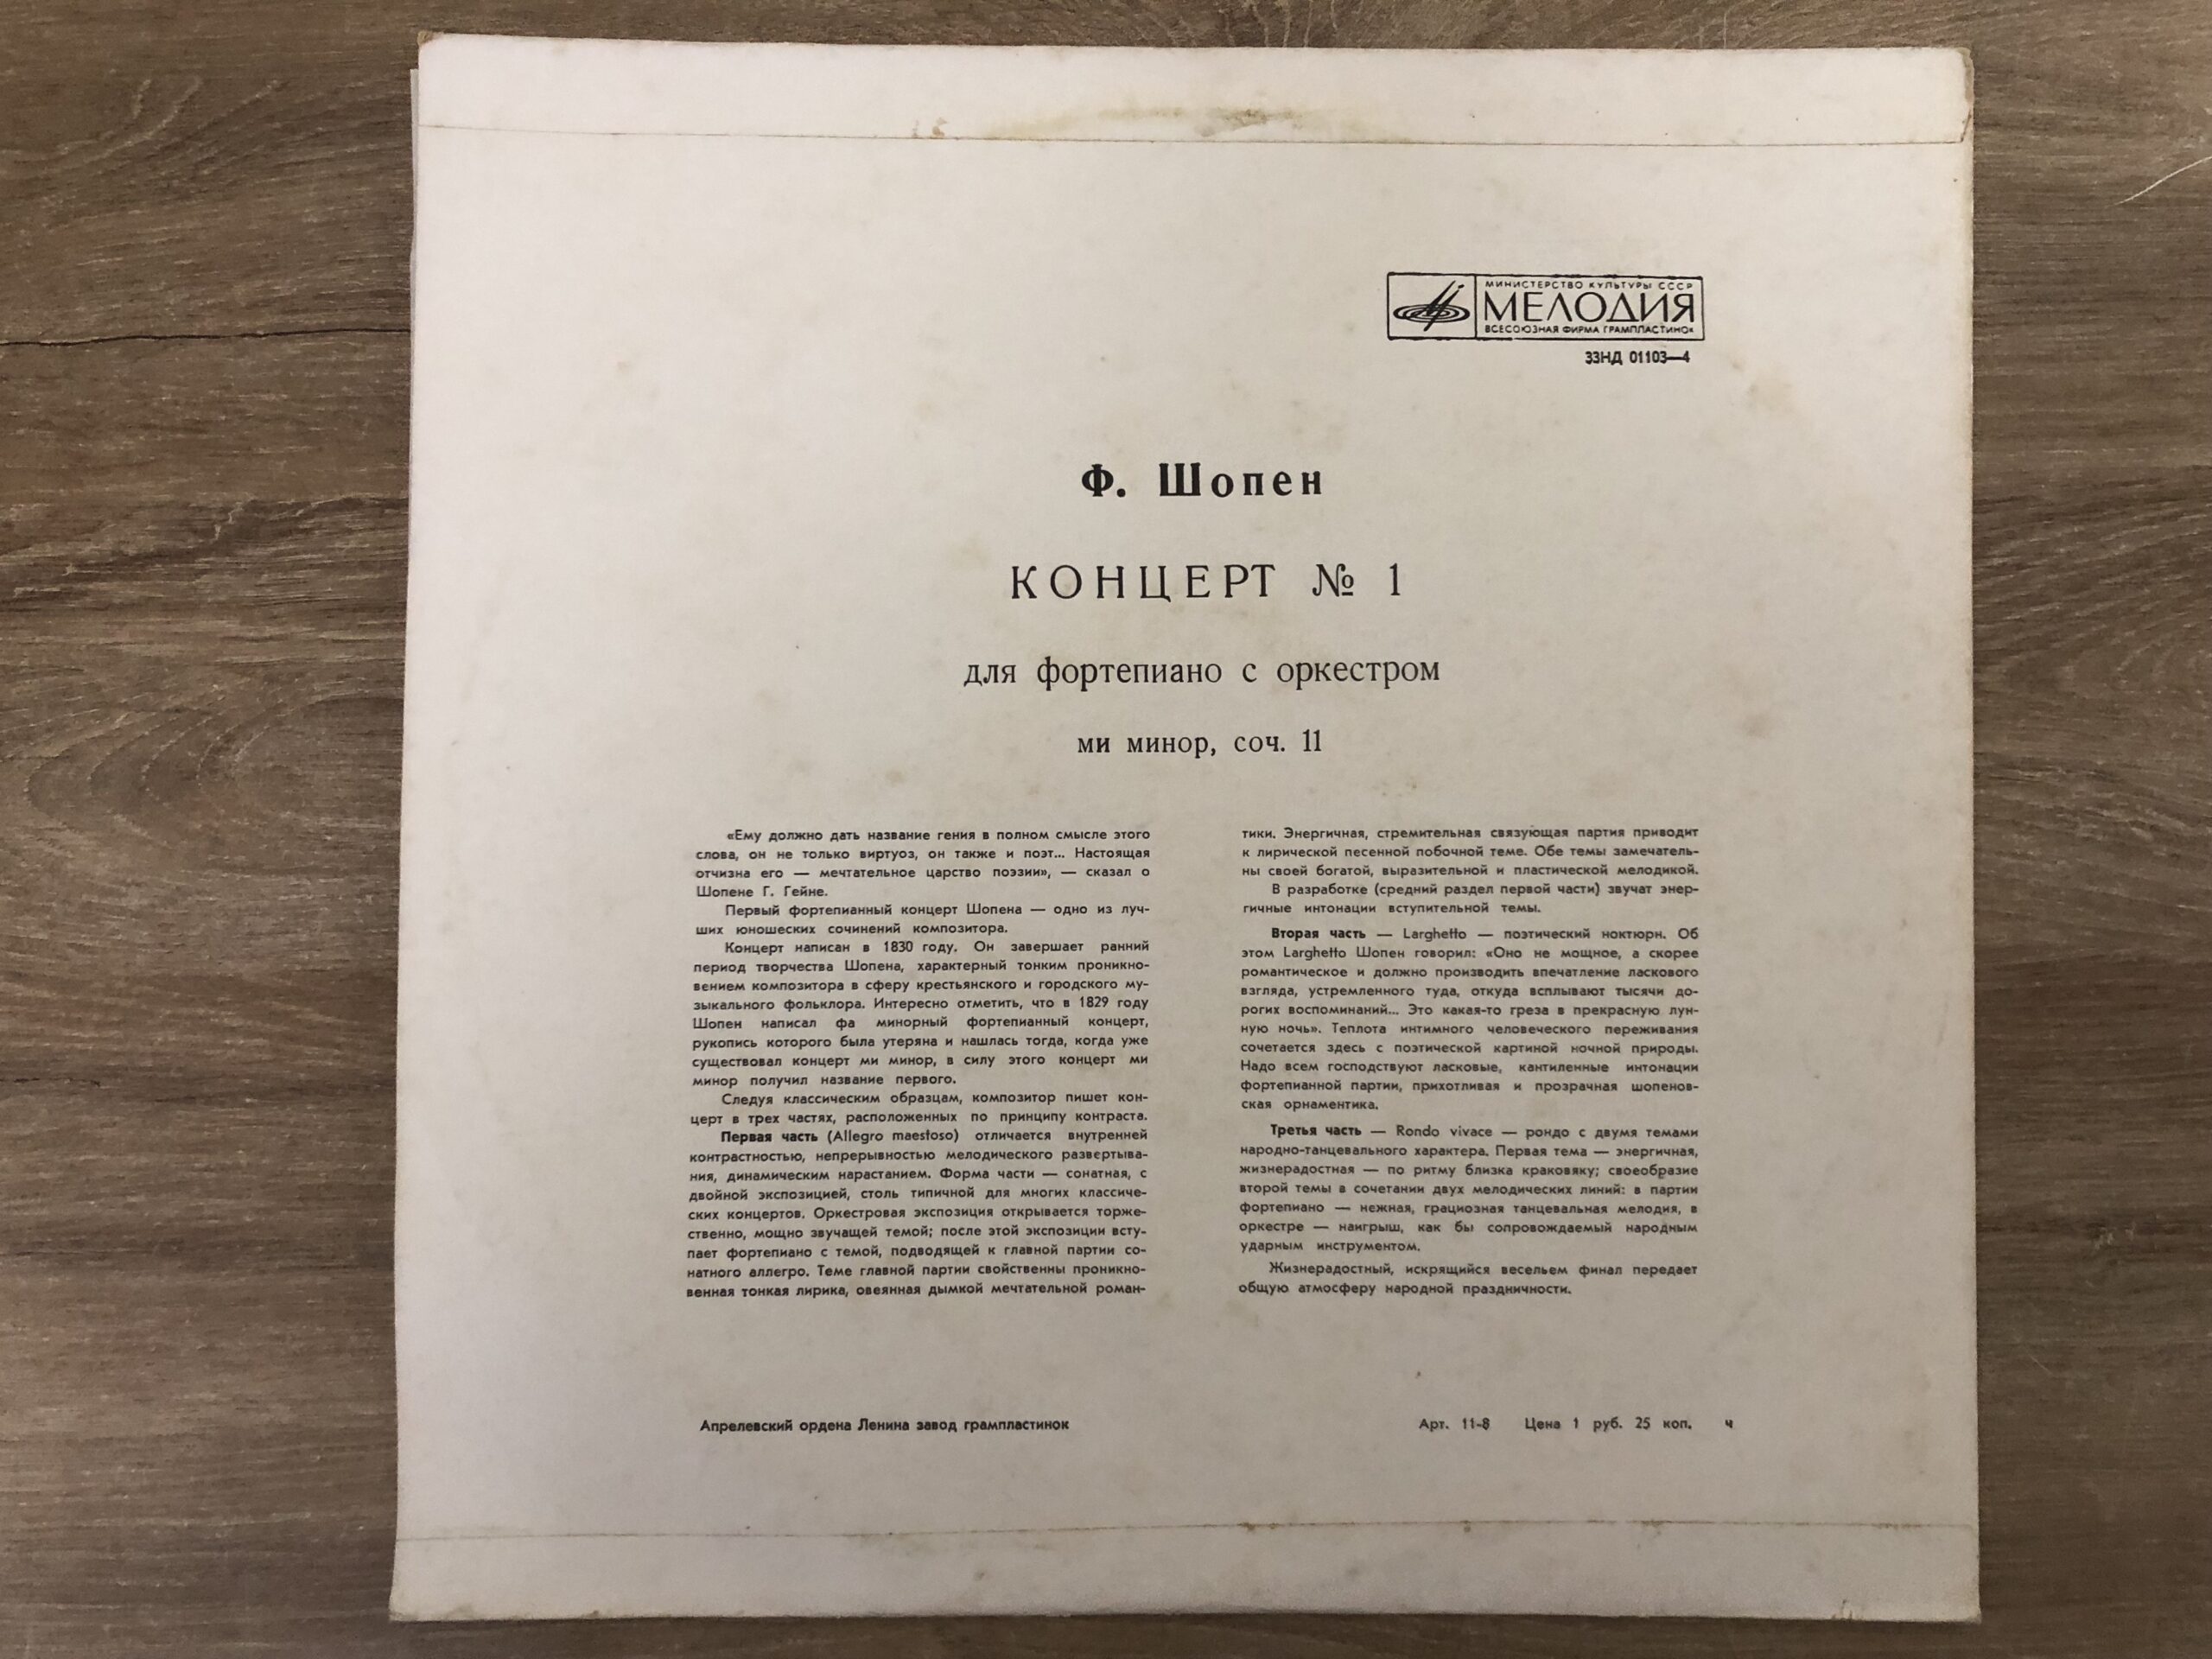 МИНИСТЕРСТВО КУЛЬТУРЫ СССР
МЕЛОДИЯ
ВСЕСОЮЗНАЯ ФИРМА ГРАМПЛАСТИНОК
33НД 01103—4
Ф. Шопен
КОНЦЕРТ № 1
для фортепиано с оркестром
ми минор, соч. 11
«Ему должно дать название гения в полном смысле этого
слова, он не только виртуоз, он также и поэт... Настоящая
отчизна его — мечтательное царство поэзии», — сказал о
Шопене Г. Гейне.
Первый фортепианный концерт Шопена — одно из луч-
ших юношеских сочинений композитора.
Концерт написан в 1830 году. Он завершает ранний
период творчества Шопена, характерный тонким проникно-
вением композитора в сферу крестьянского и городского му-
зыкального фольклора. Интересно отметить, что в 1829 году
Шопен написал фа минорный фортепианный концерт,
рукопись которого была утеряна и нашлась тогда, когда уже
существовал концерт ми минор, в силу этого концерт ми
минор получил название первого.
Следуя классическим образцам, композитор пишет кон-
церт в трех частях, расположенных по принципу контраста.
Первая часть (Allegro maestoso) отличается внутренней
контрастностью, непрерывностью мелодического развертыва-
ния, динамическим нарастанием. Форма части — сонатная, с
двойной экспозицией, столь типичной для многих классиче-
ских концертов. Оркестровая экспозиция открывается торже-
ственно, мощно звучащей темой; после этой экспозиции всту-
пает фортепиано с темой, подводящей к главной партии со-
натного аллегро. Теме главной партии свойственны проникно-
венная тонкая лирика, овеянная дымкой мечтательной роман-
тики. Энергичная, стремительная связующая партия приводит
к лирической песенной побочной теме. Обе темы замечатель-
ны своей богатой, выразительной и пластической мелодикой.
В разработке (средний раздел первой части) звучат энер-
гичные интонации вступительной темы.
Вторая часть — Larghetto — поэтический ноктюрн. Об
этом Larghetto Шопен говорил: «Оно не мощное, а скорее
романтическое и должно производить впечатление ласкового
взгляда, устремленного туда, откуда всплывают тысячи до-
рогих воспоминаний... Это какая-то греза в прекрасную лун-
ную ночь». Теплота интимного человеческого переживания
сочетается здесь с поэтической картиной ночной природы.
Надо всем господствуют ласковые, кантиленные интонации
фортепианной партии, прихотливая и прозрачная шопенов-
ская орнаментика.
Третья часть — Rondo vivace — рондо с двумя темами
народно-танцевального характера. Первая тема — энергичная,
жизнерадостная — по ритму близка краковяку; своеобразие
второй темы в сочетании двух мелодических линий: в партии
фортепиано — нежная, грациозная танцевальная мелодия, в
оркестре — наигрыш, как бы сопровождаемый народным
ударным инструментом.
Жизнерадостный, искрящийся весельем финал передает
общую атмосферу народной праздничности.
Апрелевский ордена Ленина завод грампластинок
Арт. 11-8 Цена 1 руб. 25 коп. ч